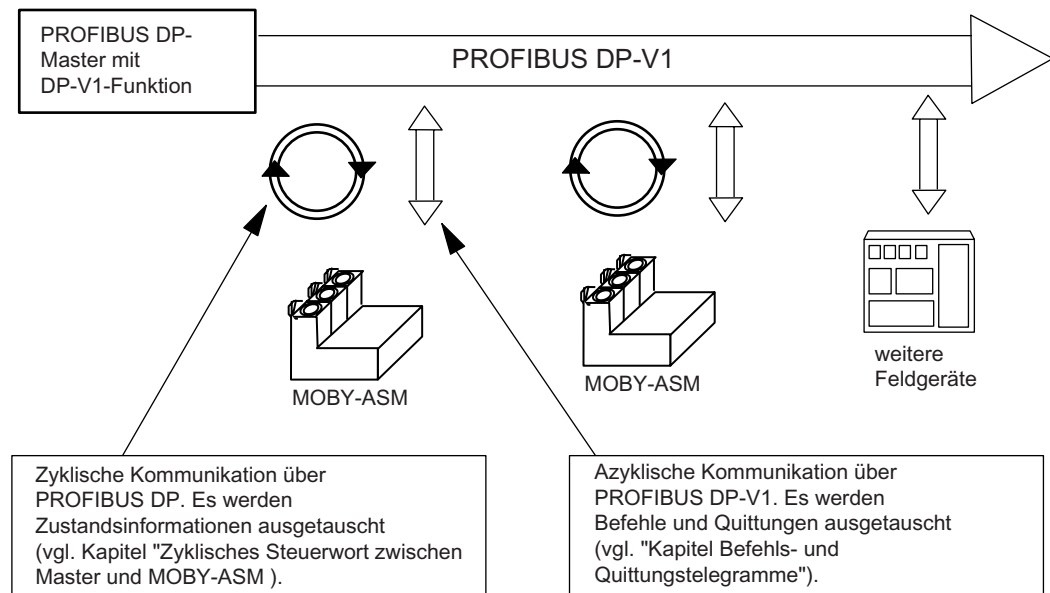 PROFIBUS DP-
Master mit
DP-V1-Funktion
PROFIBUS DP-V1
MOBY-ASM
MOBY-ASM
weitere
Feldgeräte
Zyklische Kommunikation über
PROFIBUS DP. Es werden
Zustandsinformationen ausgetauscht
(vgl. Kapitel "Zyklisches Steuerwort zwischen
Master und MOBY-ASM ).
Azyklische Kommunikation über
PROFIBUS DP-V1. Es werden
Befehle und Quittungen ausgetauscht
(vgl. "Kapitel Befehls- und
Quittungstelegramme").